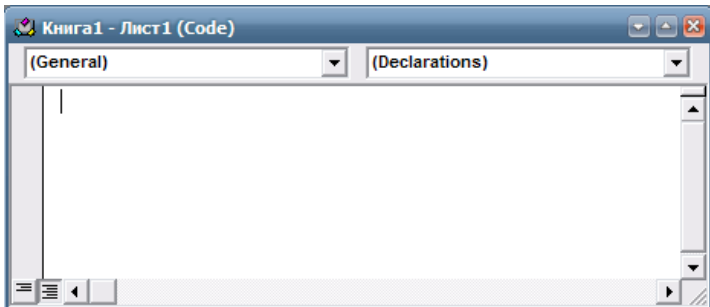 Книга1 - Лист1 (Code)
(General) (Declarations)